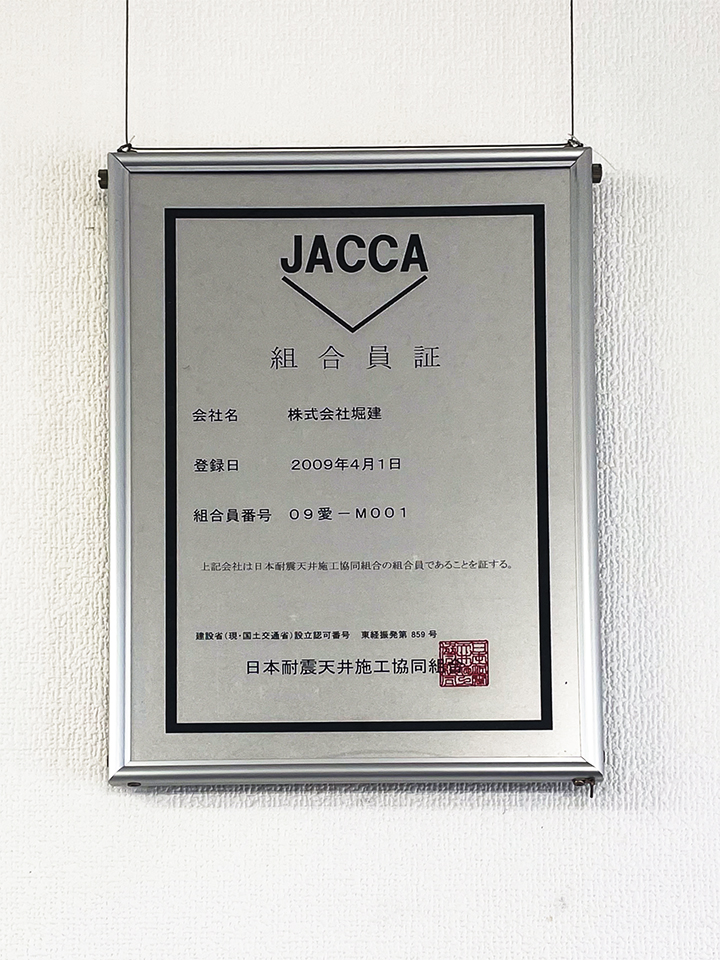 JACCA
組合員証
会社名 株式会社堀建
登録日 2009年4月1日
組合員番号 09愛－M001
上記会社は日本耐震天井施工協同組合の組合員であることを証する。
建設省(現・国土交通省)設立認可番号 東経振発第 859 号
日本耐震天井施工協同組合